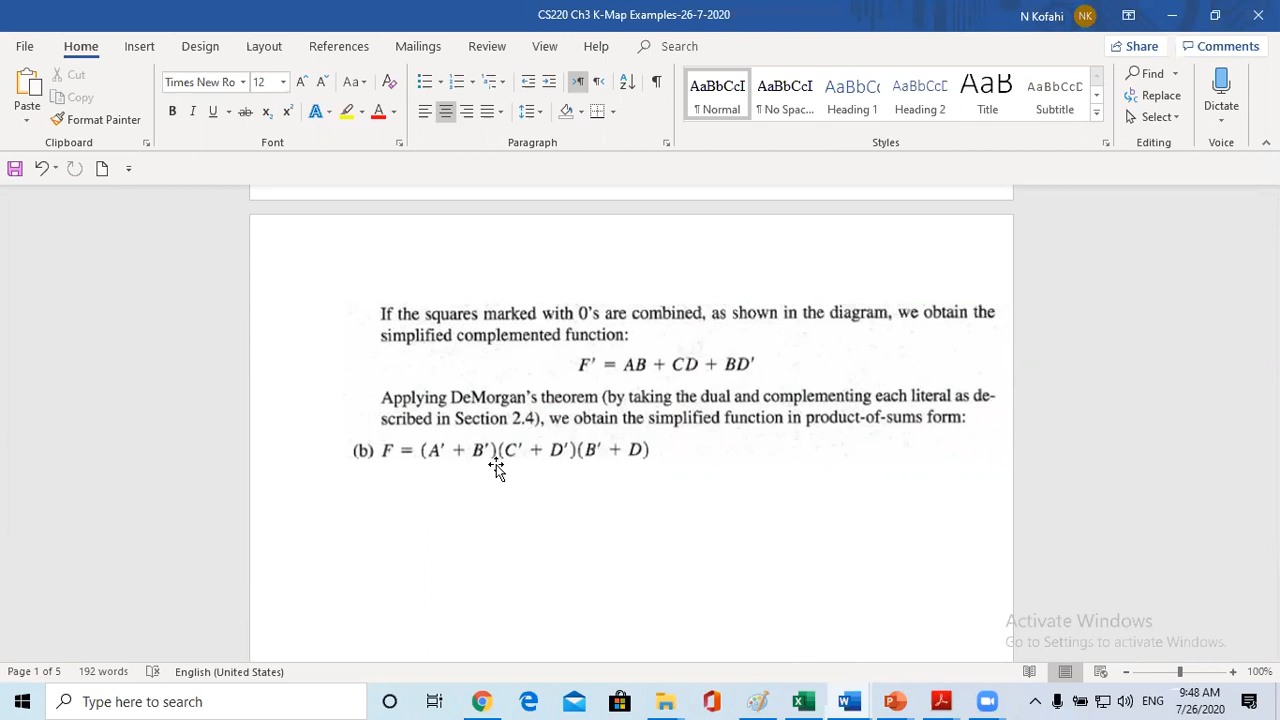 CS220 Ch3 K-Map Examples-26-7-2020
N Kofahi
NK
File Home Insert Design Layout References Mailings Review View Help Search
Share Comments
Paste
Cut
Copy
Format Painter
Clipboard
Times New Ro 12
Font
Paragraph
AaBbCcI AaBbCcI AaBbC AaBbCcD AaB AaBbCcD
¶ Normal ¶ No Spac... Heading 1 Heading 2 Title Subtitle
Styles
Find
Replace
Select
Editing
Dictate
Voice
If the squares marked with 0's are combined, as shown in the diagram, we obtain the
simplified complemented function:
F' = AB + CD + BD'
Applying DeMorgan's theorem (by taking the dual and complementing each literal as de-
scribed in Section 2.4), we obtain the simplified function in product-of-sums form:
(b) F = (A' + B')(C' + D')(B' + D)
Activate Windows
Go to Settings to activate Windows.
Page 1 of 5 192 words English (United States) 100%
Type here to search
ENG
9:48 AM
7/26/2020